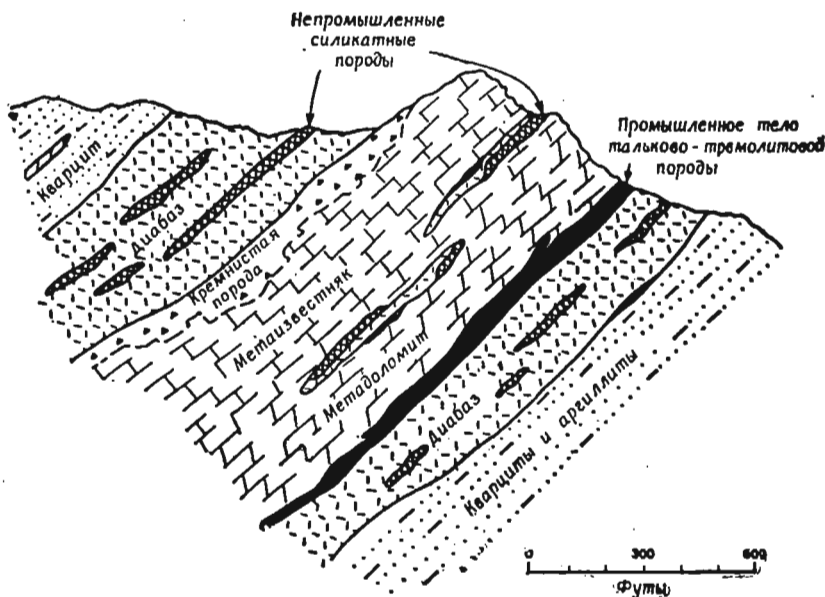 Непромышленные
силикатные
породы
Промышленное тело
тальково-тремолитовой
породы
Кварцит
Диабаз
Кремнистая
порода
Метаизвестняк
Метадоломит
Диабаз
Кварциты и аргиллиты
0 300 600
Футы